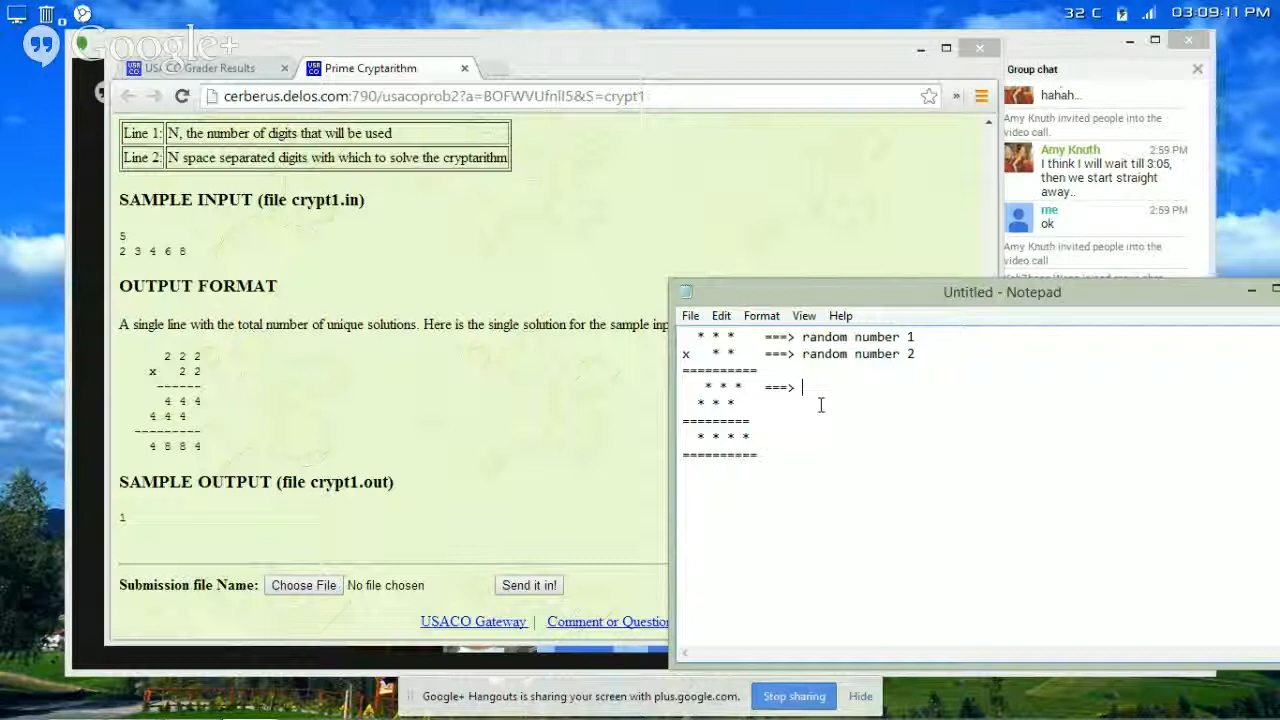 32 C
03:09:11 PM
Google+
USACO Grader Results
Prime Cryptarithm
cerberus.delos.com:790/usacoprob2?a=BOFWVUfnlI5&S=crypt1
Line 1: N, the number of digits that will be used
Line 2: N space separated digits with which to solve the cryptarithm
SAMPLE INPUT (file crypt1.in)
5
2 3 4 6 8
OUTPUT FORMAT
A single line with the total number of unique solutions. Here is the single solution for the sample inp
2 2 2
x 2 2
------
4 4 4
4 4 4
---------
4 8 8 4
SAMPLE OUTPUT (file crypt1.out)
1
Submission file Name: Choose File No file chosen Send it in!
USACO Gateway | Comment or Question
Group chat
hahah...
Amy Knuth invited people into the
video call.
Amy Knuth 2:59 PM
I think I will wait till 3:05,
then we start straight
away..
me 2:59 PM
ok
Amy Knuth invited people into the
video call
Untitled - Notepad
File Edit Format View Help
* * * ===> random number 1
x * * ===> random number 2
==========
* * * ===>
* * *
=========
* * * *
==========
Google+ Hangouts is sharing your screen with plus.google.com. Stop sharing Hide